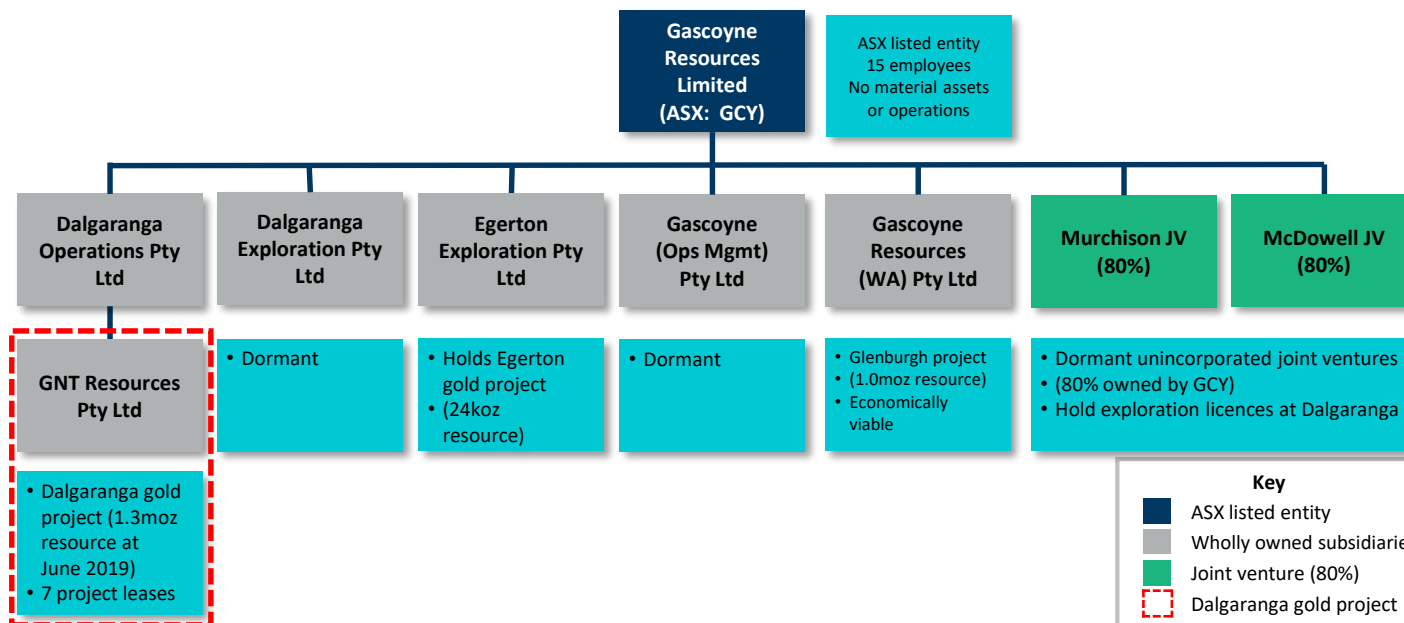 Gascoyne
Resources
Limited
(ASX: GCY)
ASX listed entity
15 employees
No material assets
or operations
Dalgaranga
Operations Pty
Ltd
Dalgaranga
Exploration Pty
Ltd
Egerton
Exploration Pty
Ltd
Gascoyne
(Ops Mgmt)
Pty Ltd
Gascoyne
Resources
(WA) Pty Ltd
Murchison JV
(80%)
McDowell JV
(80%)
GNT Resources
Pty Ltd
• Dormant
• Holds Egerton
gold project
• (24koz
resource)
• Dormant
• Glenburgh project
• (1.0moz resource)
• Economically
viable
• Dormant unincorporated joint ventures
• (80% owned by GCY)
• Hold exploration licences at Dalgaranga
• Dalgaranga gold
project (1.3moz
resource at
June 2019)
• 7 project leases
Key
ASX listed entity
Wholly owned subsidiarie
Joint venture (80%)
Dalgaranga gold project